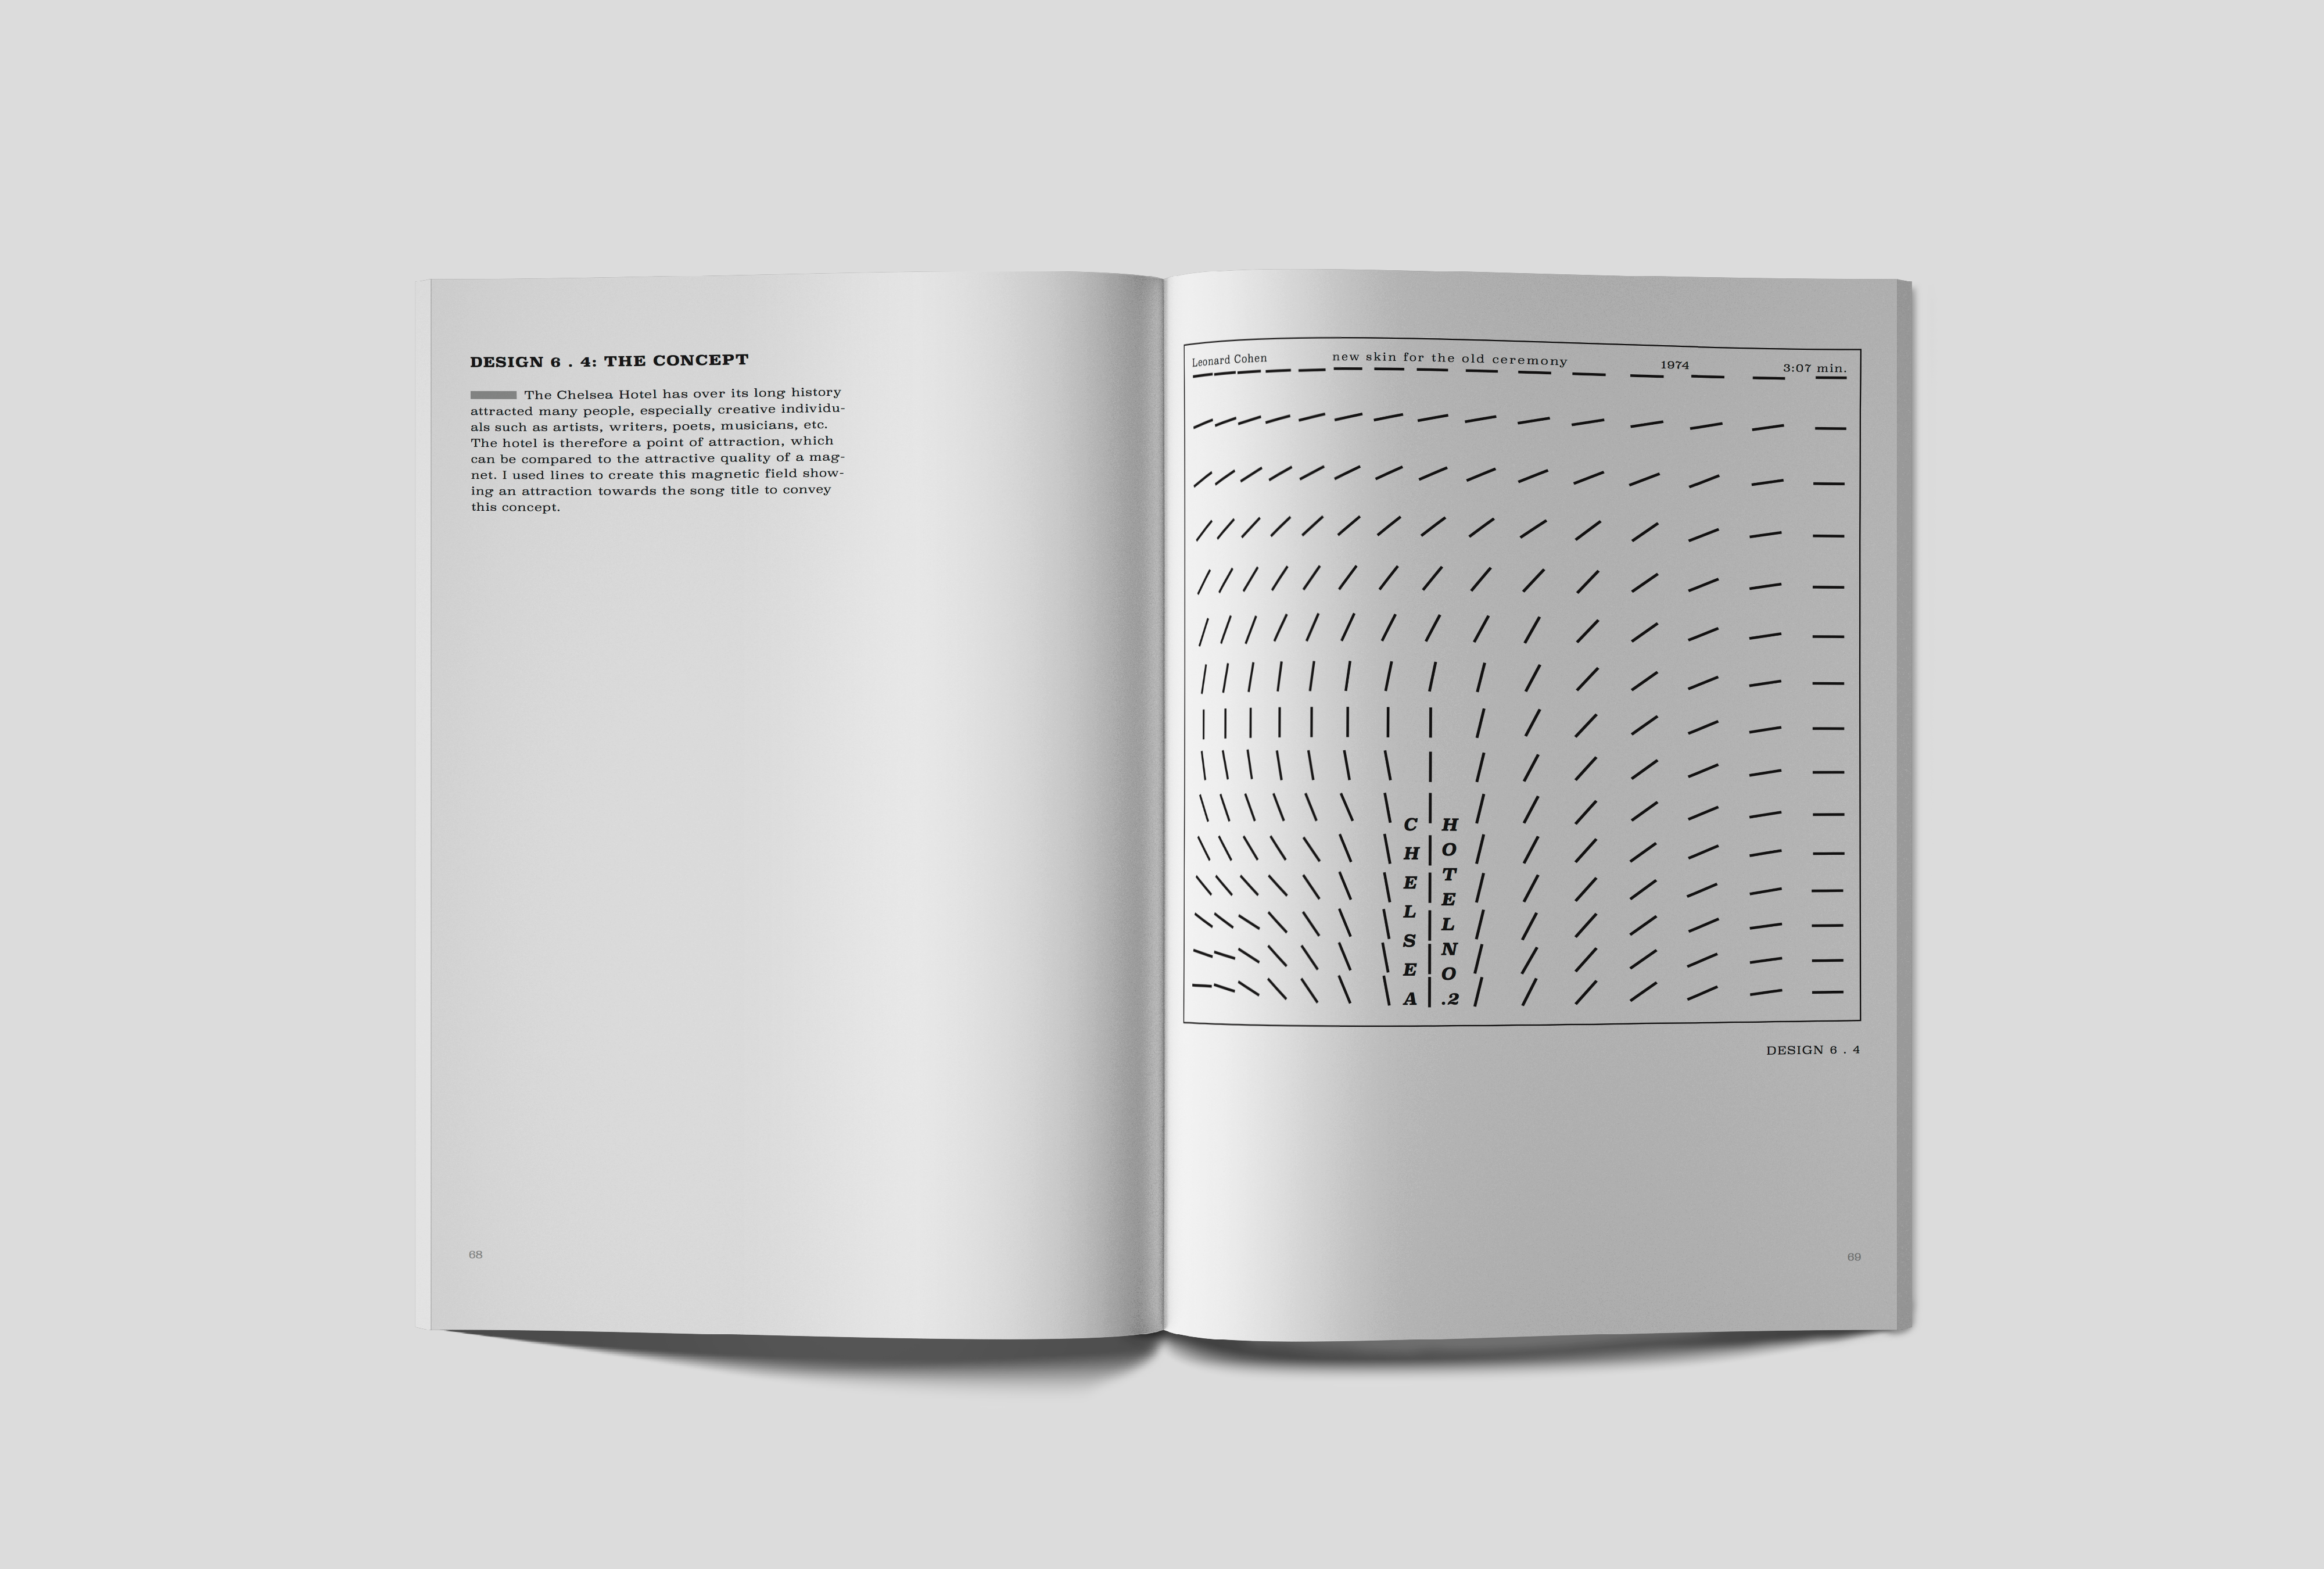 DESIGN 6 . 4: THE CONCEPT
The Chelsea Hotel has over its long history
attracted many people, especially creative individu-
als such as artists, writers, poets, musicians, etc.
The hotel is therefore a point of attraction, which
can be compared to the attractive quality of a mag-
net. I used lines to create this magnetic field show-
ing an attraction towards the song title to convey
this concept.
68
Leonard Cohen new skin for the old ceremony 1974 3:07 min.
CHELSEA
HOTEL NO.2
DESIGN 6 . 4
69